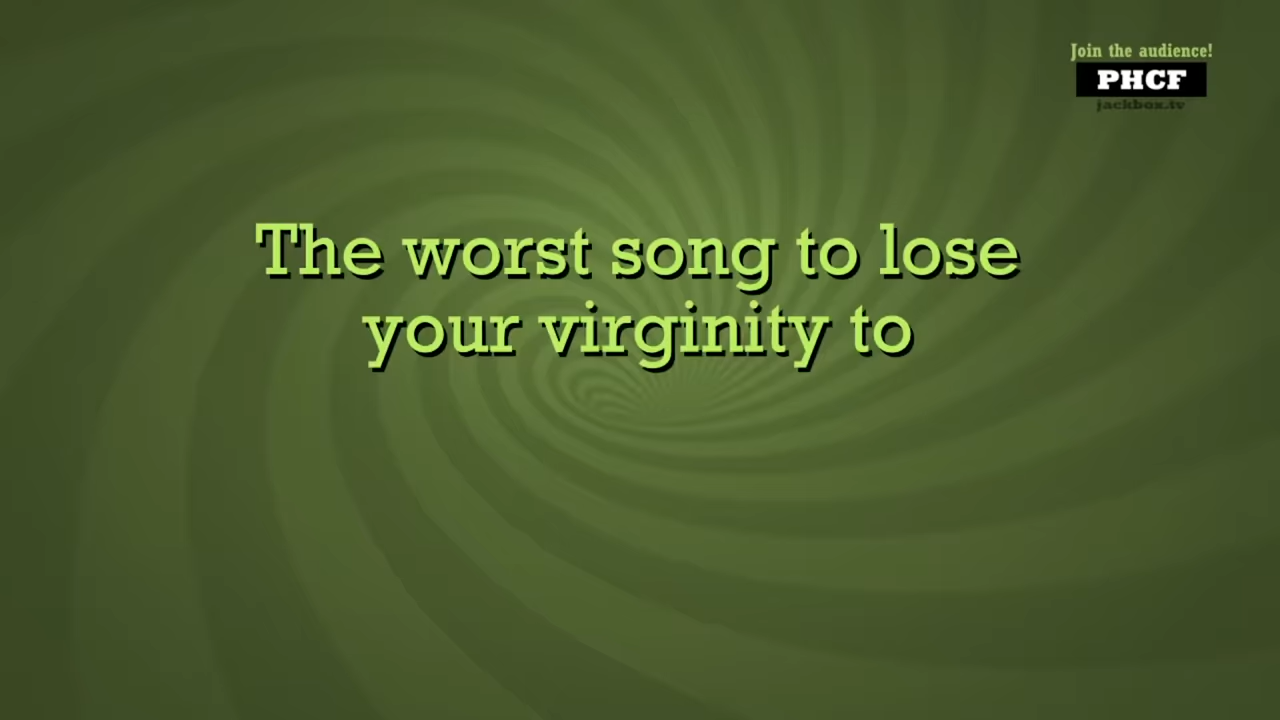 Join the audience!
PHCF
jackbox.tv
The worst song to lose
your virginity to